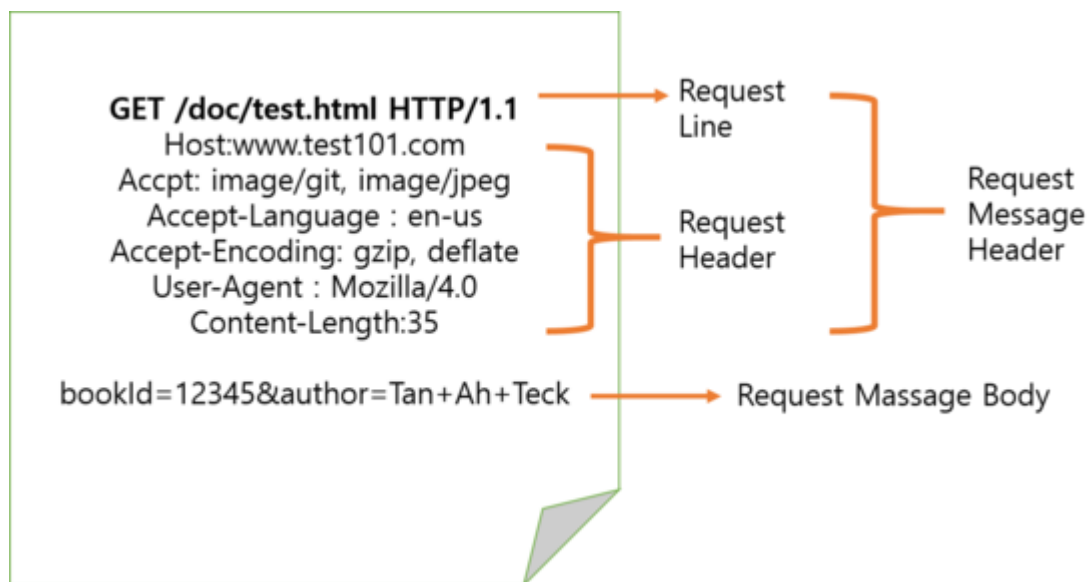 GET /doc/test.html HTTP/1.1
Host:www.test101.com
Accpt: image/git, image/jpeg
Accept-Language : en-us
Accept-Encoding: gzip, deflate
User-Agent : Mozilla/4.0
Content-Length:35
bookId=12345&author=Tan+Ah+Teck
Request
Line
Request
Header
Request
Message
Header
Request Massage Body